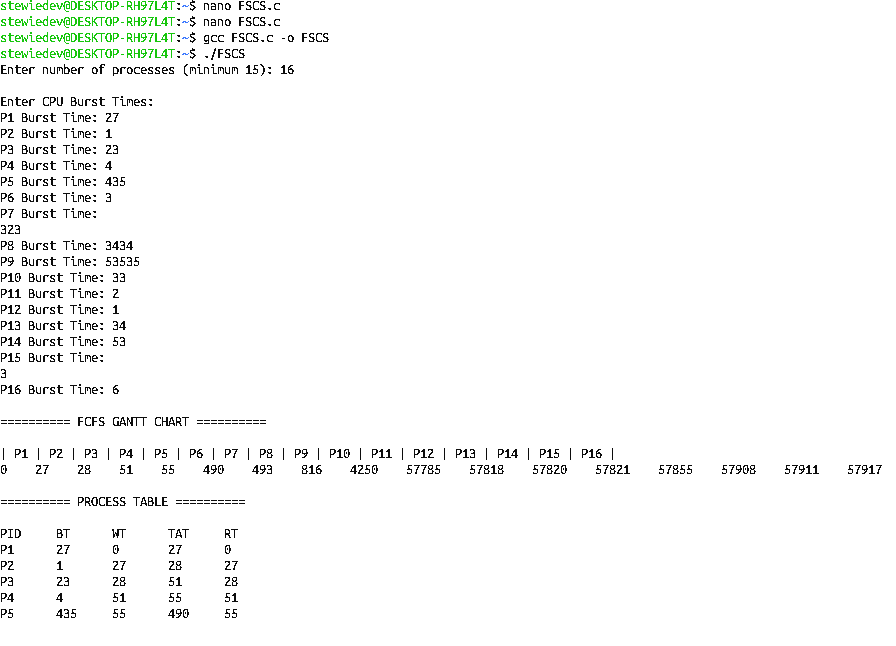 stewiedev@DESKTOP-RH97L4T:~$ nano FSCS.c
stewiedev@DESKTOP-RH97L4T:~$ nano FSCS.c
stewiedev@DESKTOP-RH97L4T:~$ gcc FSCS.c -o FSCS
stewiedev@DESKTOP-RH97L4T:~$ ./FSCS
Enter number of processes (minimum 15): 16
Enter CPU Burst Times:
P1 Burst Time: 27
P2 Burst Time: 1
P3 Burst Time: 23
P4 Burst Time: 4
P5 Burst Time: 435
P6 Burst Time: 3
P7 Burst Time:
323
P8 Burst Time: 3434
P9 Burst Time: 53535
P10 Burst Time: 33
P11 Burst Time: 2
P12 Burst Time: 1
P13 Burst Time: 34
P14 Burst Time: 53
P15 Burst Time:
3
P16 Burst Time: 6
========== FCFS GANTT CHART ==========
| P1 | P2 | P3 | P4 | P5 | P6 | P7 | P8 | P9 | P10 | P11 | P12 | P13 | P14 | P15 | P16 |
0 27 28 51 55 490 493 816 4250 57785 57818 57820 57821 57855 57908 57911 57917
========== PROCESS TABLE ==========
PID BT WT TAT RT
P1 27 0 27 0
P2 1 27 28 27
P3 23 28 51 28
P4 4 51 55 51
P5 435 55 490 55